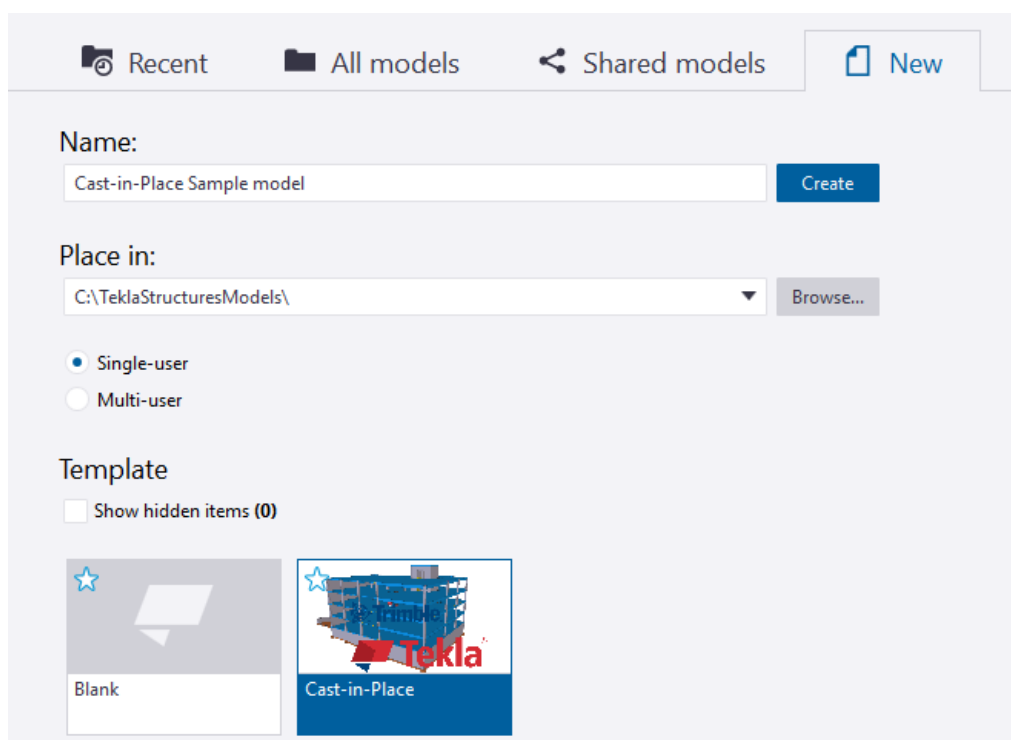 Recent All models Shared models New
Name:
Cast-in-Place Sample model Create
Place in:
C:\TeklaStructuresModels\ Browse...
Single-user
Multi-user
Template
Show hidden items (0)
Trimble
Tekla
Blank Cast-in-Place